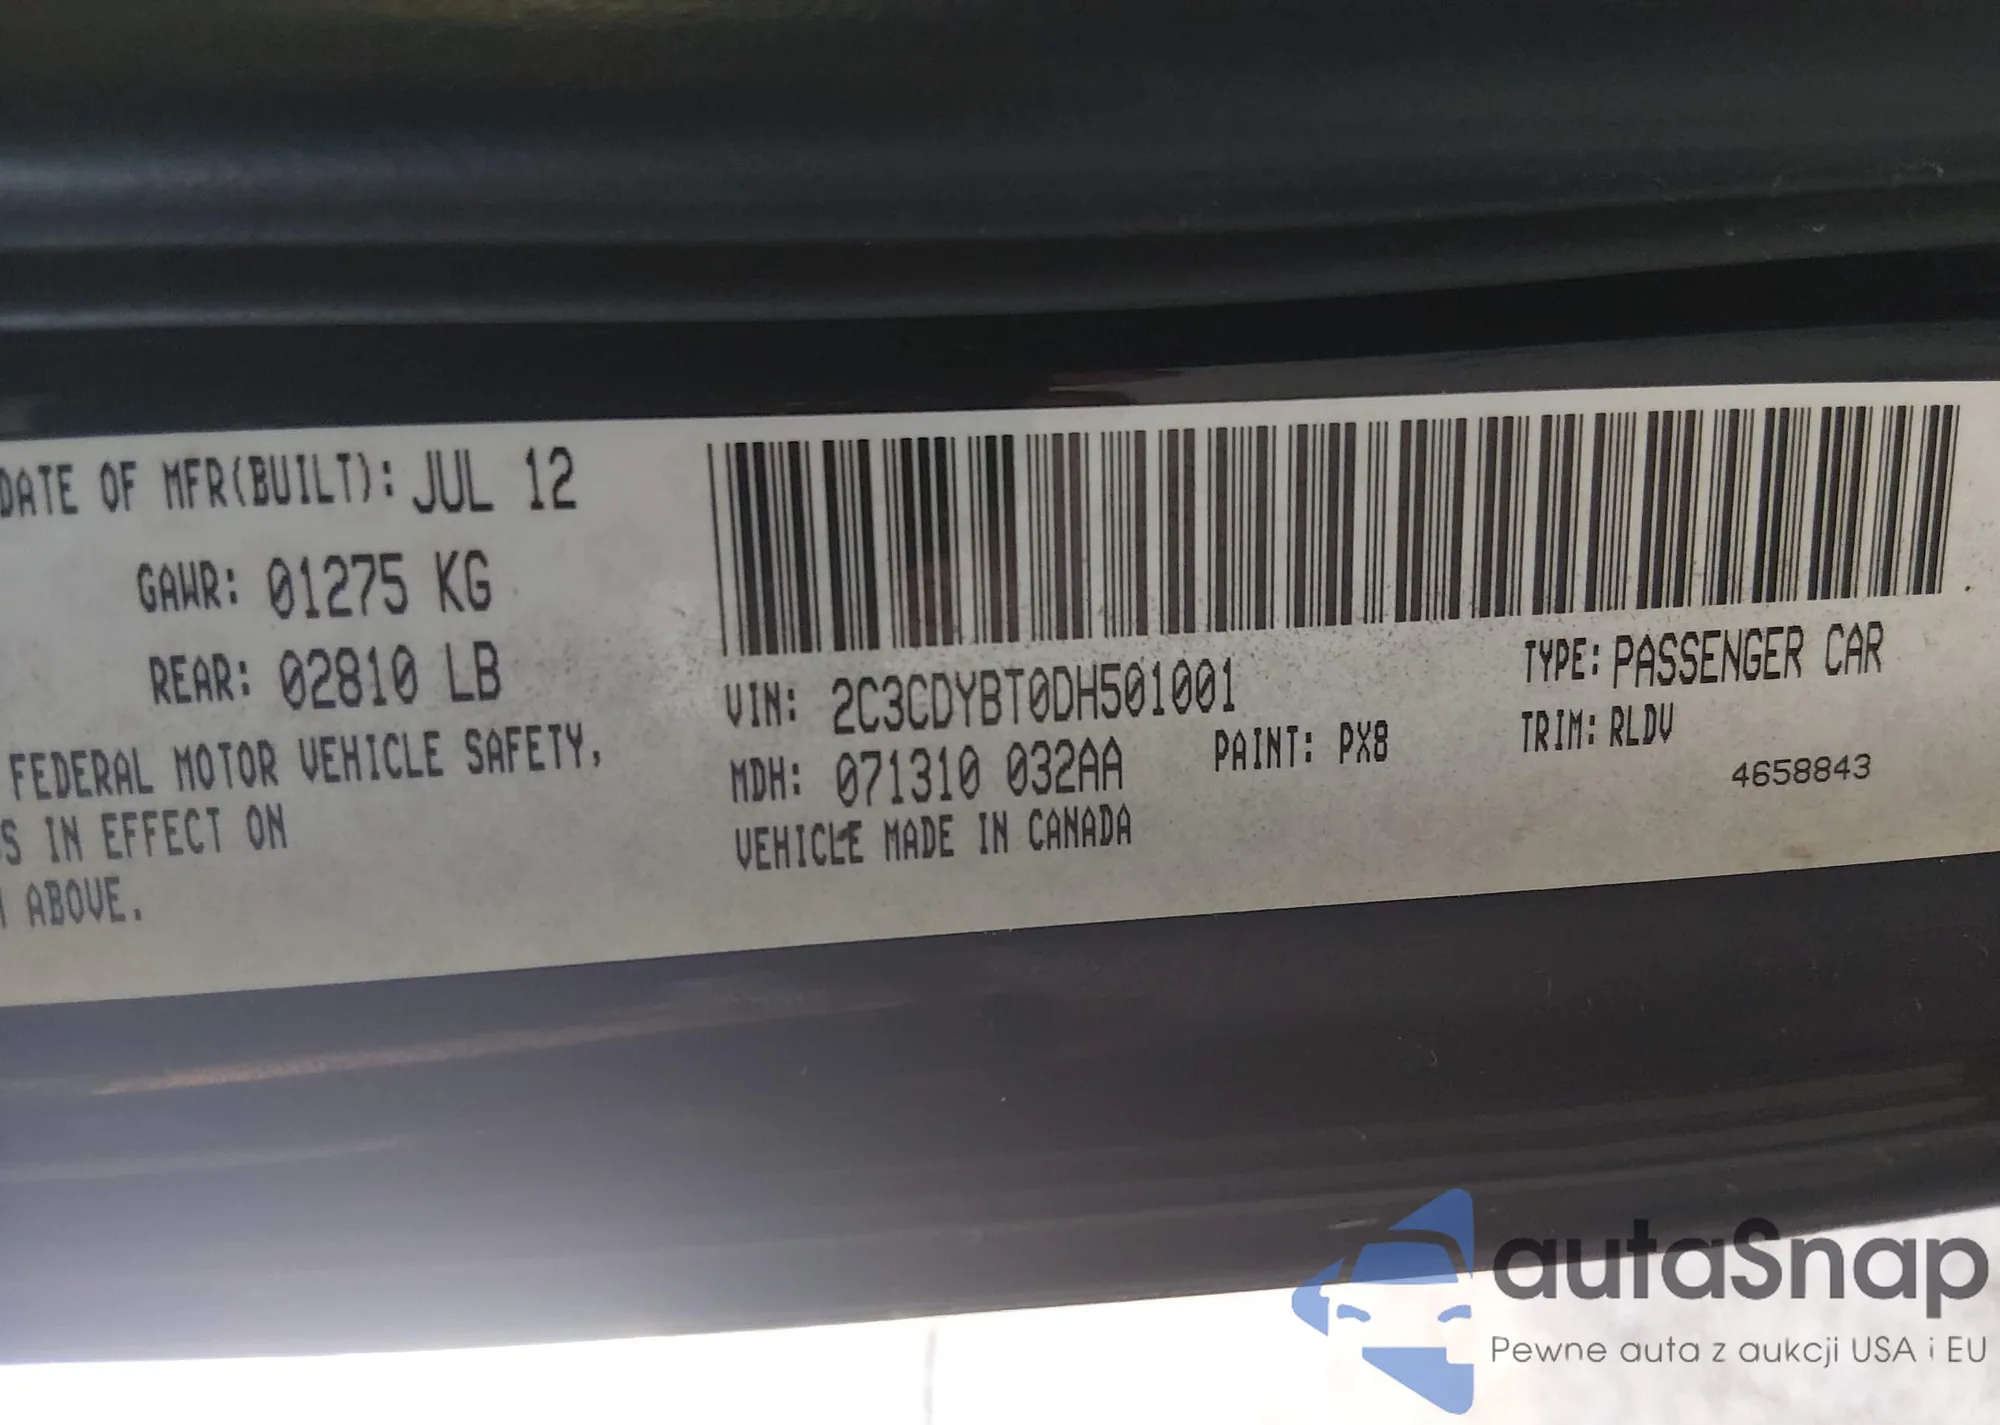 DATE OF MFR(BUILT): JUL 12
GAWR: 01275 KG
REAR: 02810 LB
FEDERAL MOTOR VEHICLE SAFETY,
IN EFFECT ON
ABOVE.
VIN: 2C3CDYBT0DH501001
TYPE: PASSENGER CAR
MDH: 071310 032AA
PAINT: PX8
TRIM: RLDV
VEHICLE MADE IN CANADA
4658843
autaSnap
Pewne auta z aukcji USA i EU